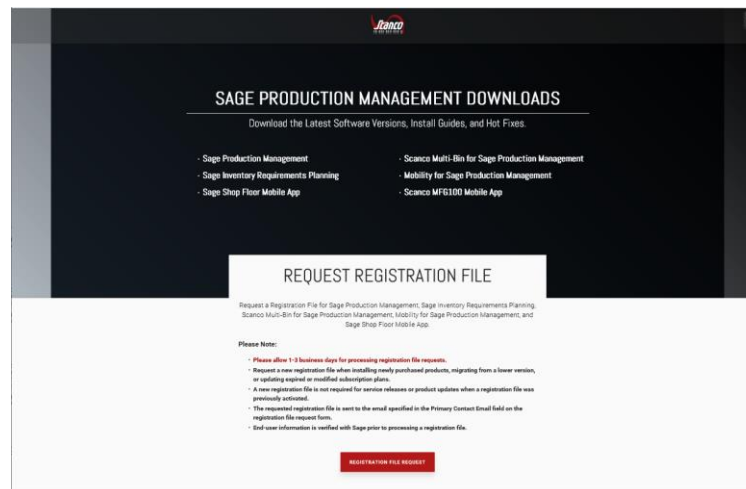 Scanco
SAGE PRODUCTION MANAGEMENT DOWNLOADS
Download the Latest Software Versions, Install Guides, and Hot Fixes.
- Sage Production Management
- Sage Inventory Requirements Planning
- Sage Shop Floor Mobile App
- Scanco Multi-Bin for Sage Production Management
- Mobility for Sage Production Management
- Scanco MFG100 Mobile App
REQUEST REGISTRATION FILE
Request a Registration File for Sage Production Management, Sage Inventory Requirements Planning,
Scanco Multi-Bin for Sage Production Management, Mobility for Sage Production Management, and
Sage Shop Floor Mobile App.
Please Note:
- Please allow 1-3 business days for processing registration file requests.
- Request a new registration file when installing newly purchased products, migrating from a lower version,
or updating expired or modified subscription plans.
- A new registration file is not required for service releases or product updates when a registration file was
previously activated.
- The requested registration file is sent to the email specified in the Primary Contact Email field on the
registration file request form.
- End-user information is verified with Sage prior to processing a registration file.
REGISTRATION FILE REQUEST